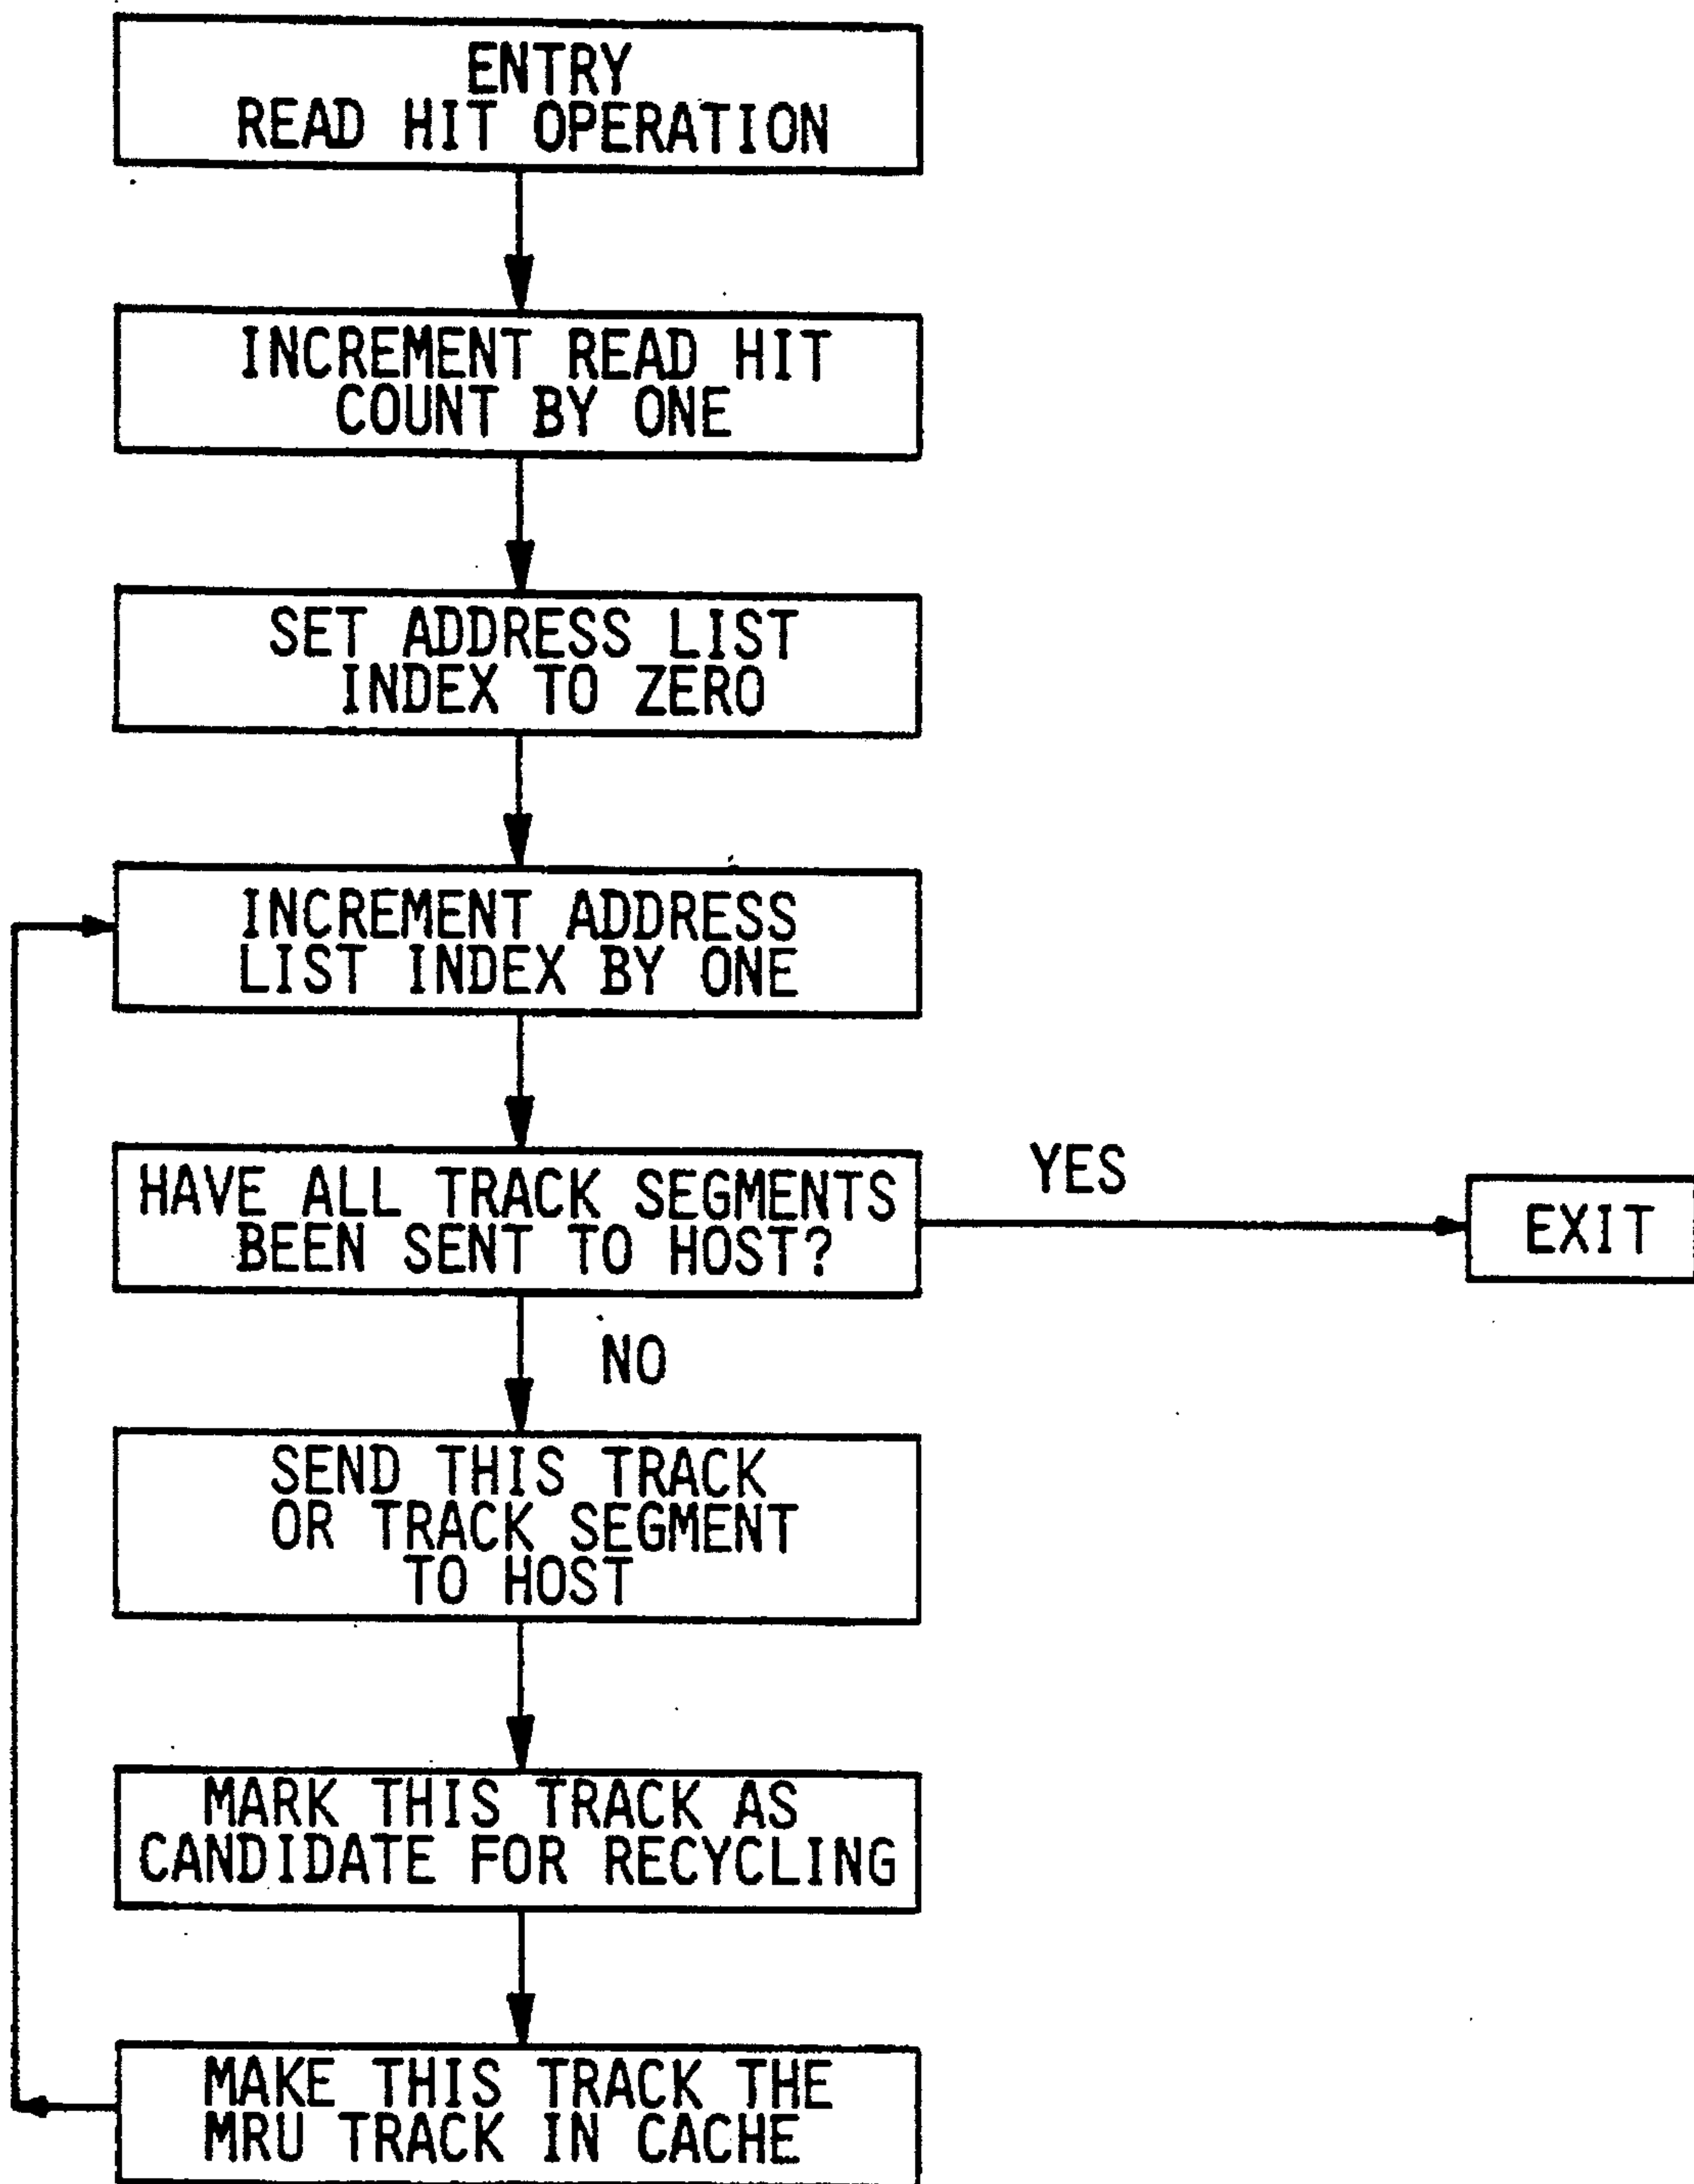 ENTRY
READ HIT OPERATION
INCREMENT READ HIT
COUNT BY ONE
SET ADDRESS LIST
INDEX TO ZERO
INCREMENT ADDRESS
LIST INDEX BY ONE
HAVE ALL TRACK SEGMENTS
BEEN SENT TO HOST?
YES
EXIT
NO
SEND THIS TRACK
OR TRACK SEGMENT
TO HOST
MARK THIS TRACK AS
CANDIDATE FOR RECYCLING
MAKE THIS TRACK THE
MRU TRACK IN CACHE